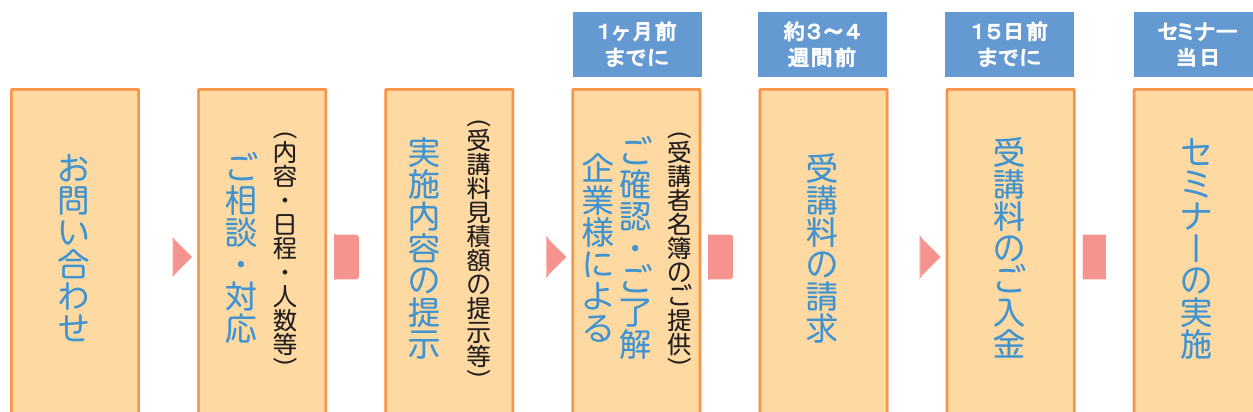 お問い合わせ
ご相談・対応
(内容・日程・人数等)
実施内容の提示
(受講料見積額の提示等)
1ヶ月前
までに
企業様による
ご確認・ご了解
(受講者名簿のご提供)
約3〜4
週間前
受講料の請求
15日前
までに
受講料のご入金
セミナー
当日
セミナーの実施